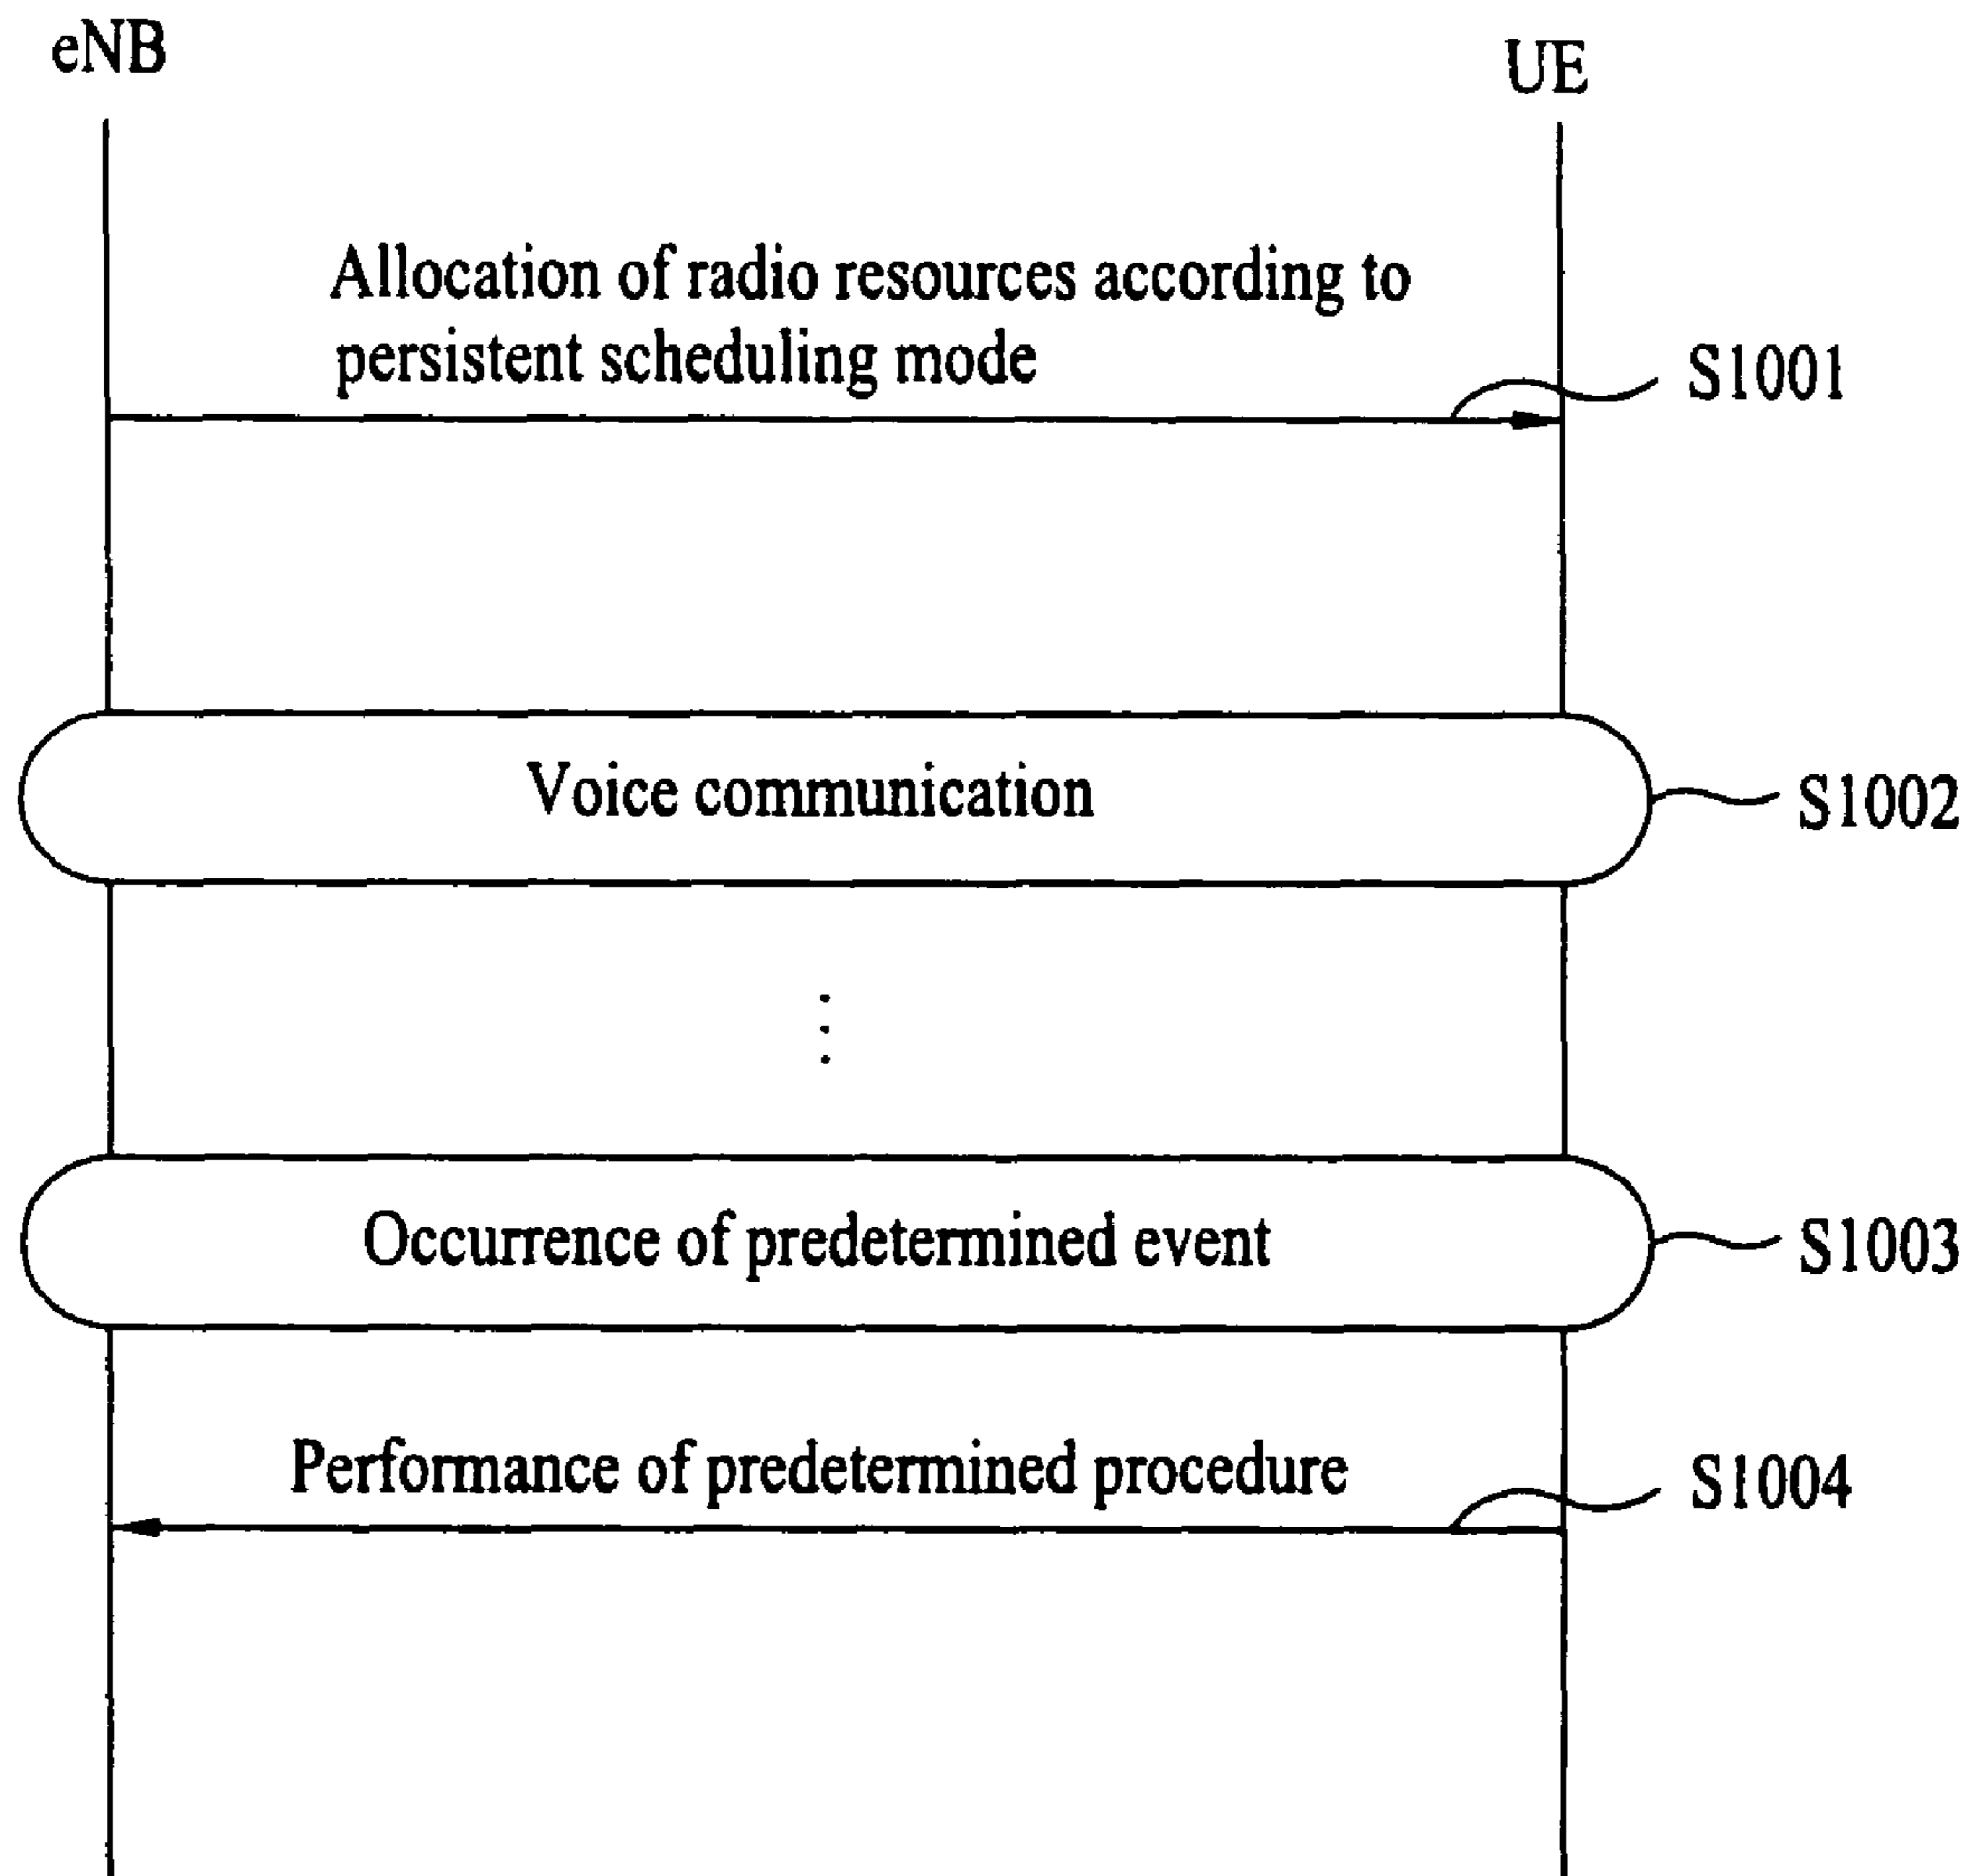 eNB
UE
Allocation of radio resources according to
persistent scheduling mode
S1001
Voice communication
S1002
Occurrence of predetermined event
S1003
Performance of predetermined procedure
S1004